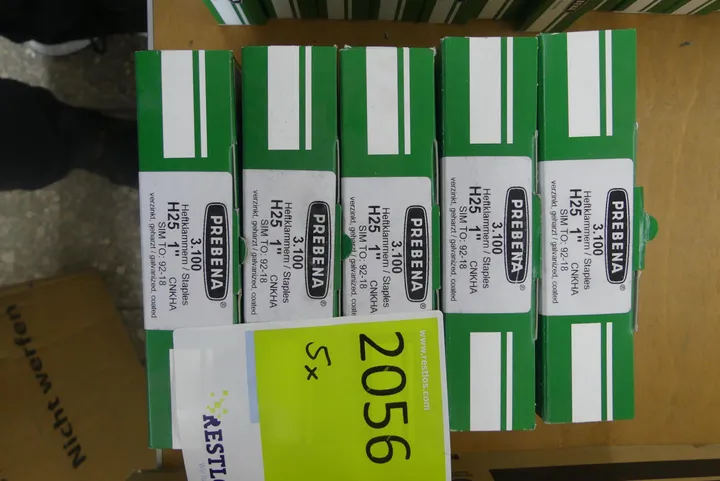 PREBENA®
3.100
Heftklammern / Staples
H25 1" CNKHA
SIM TO: 92-18
verzinkt, geharzt / galvanized, coated
PREBENA®
3.100
Heftklammern / Staples
H25 1" CNKHA
SIM TO: 92-18
verzinkt, geharzt / galvanized, coated
PREBENA®
3.100
Heftklammern / Staples
H25 1" CNKHA
SIM TO: 92-18
verzinkt, geharzt / galvanized, coated
PREBENA®
3.100
Heftklammern / Staples
H25 1" CNKHA
SIM TO: 92-18
verzinkt, geharzt / galvanized, coated
PREBENA®
3.100
Heftklammern / Staples
H25 1" CNKHA
SIM TO: 92-18
verzinkt, geharzt / galvanized, coated
www.restlos.com
2056
5x
RESTLO
Nicht werfen